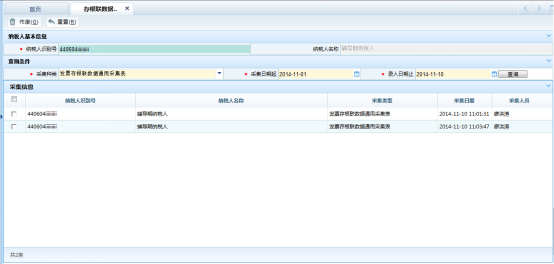 首页 存根联数据...
作废(D) 重置(R)
纳税人基本信息
纳税人识别号 440604 纳税人名称 辅导期纳税人
查询条件
采集种类 发票存根联数据通用采集表 采集日期起 2014-11-01 录入日期止 2014-11-10 查询
采集信息
纳税人识别号 纳税人名称 采集类型 采集日期 采集人员
440604 辅导期纳税人 发票存根联数据通用采集表 2014-11-10 11:01:31 廖洪涛
440604 辅导期纳税人 发票存根联数据通用采集表 2014-11-10 11:03:47 廖洪涛
共2条